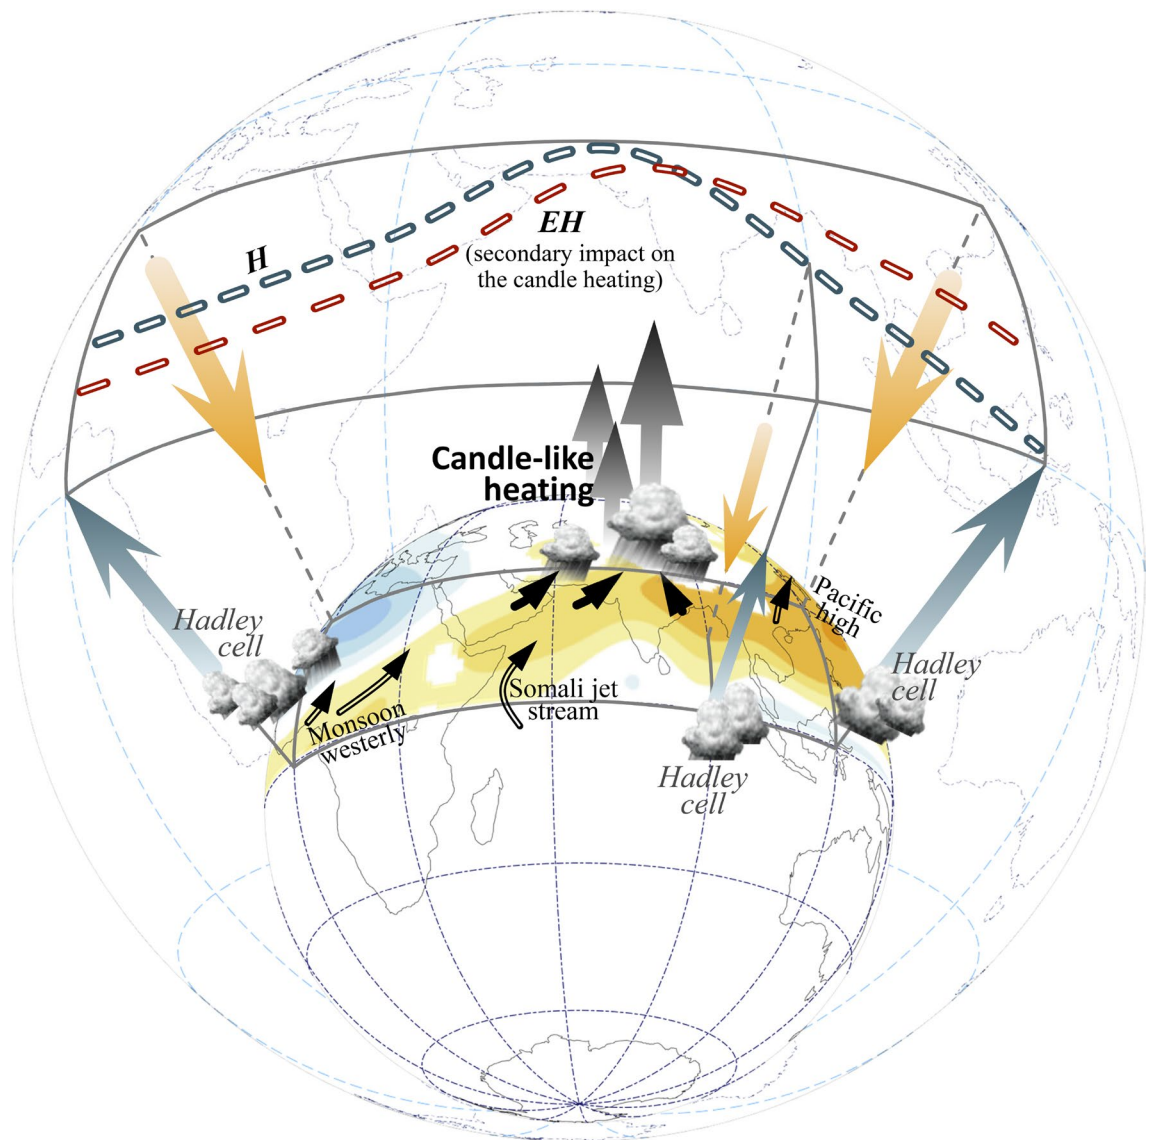 H
EH
(secondary impact on
the candle heating)
Candle-like
heating
Hadley
cell
Pacific
high
Hadley
cell
Somali jet
stream
Monsoon
westerly
Hadley
cell